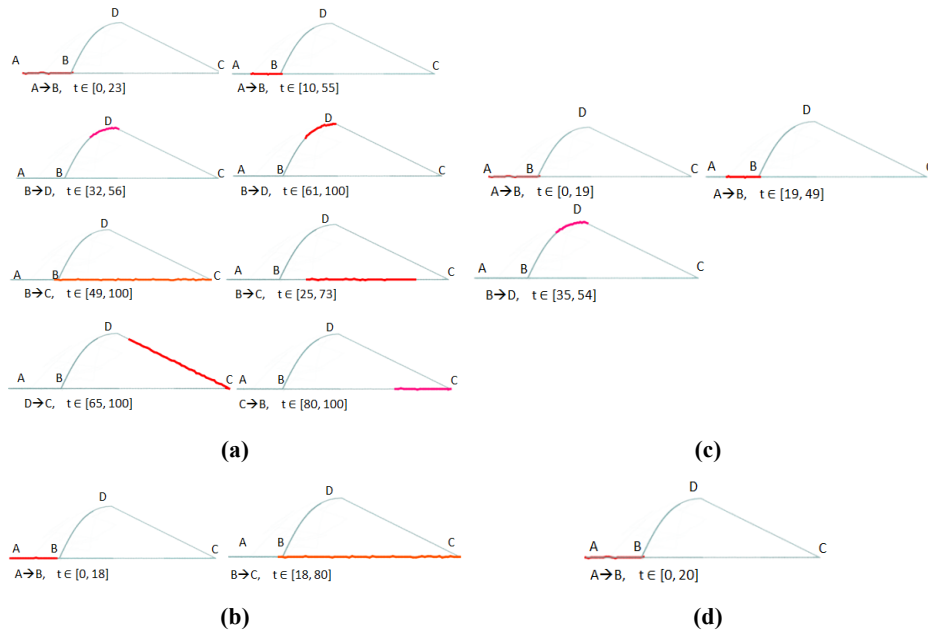 D
D
A B C
A B C
A→B, t ∈ [0, 23]
A→B, t ∈ [10, 55]
D
D
A B C
A B C
B→D, t ∈ [32, 56]
B→D, t ∈ [61, 100]
D
D
A B C
A B C
B→C, t ∈ [49, 100]
B→C, t ∈ [25, 73]
D
D
A B C
A B C
D→C, t ∈ [65, 100]
C→B, t ∈ [80, 100]
(a)
D
D
A B C
A B C
A→B, t ∈ [0, 19]
A→B, t ∈ [19, 49]
D
A B C
B→D, t ∈ [35, 54]
(c)
D
D
A B C
A B C
A→B, t ∈ [0, 18]
B→C, t ∈ [18, 80]
(b)
D
A B C
A→B, t ∈ [0, 20]
(d)